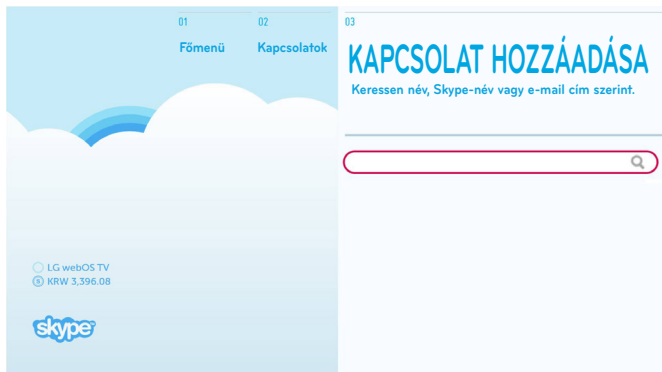 01
Főmenü
02
Kapcsolatok
03
KAPCSOLAT HOZZÁADÁSA
Keressen név, Skype-név vagy e-mail cím szerint.
LG webOS TV
KRW 3,396.08
skype